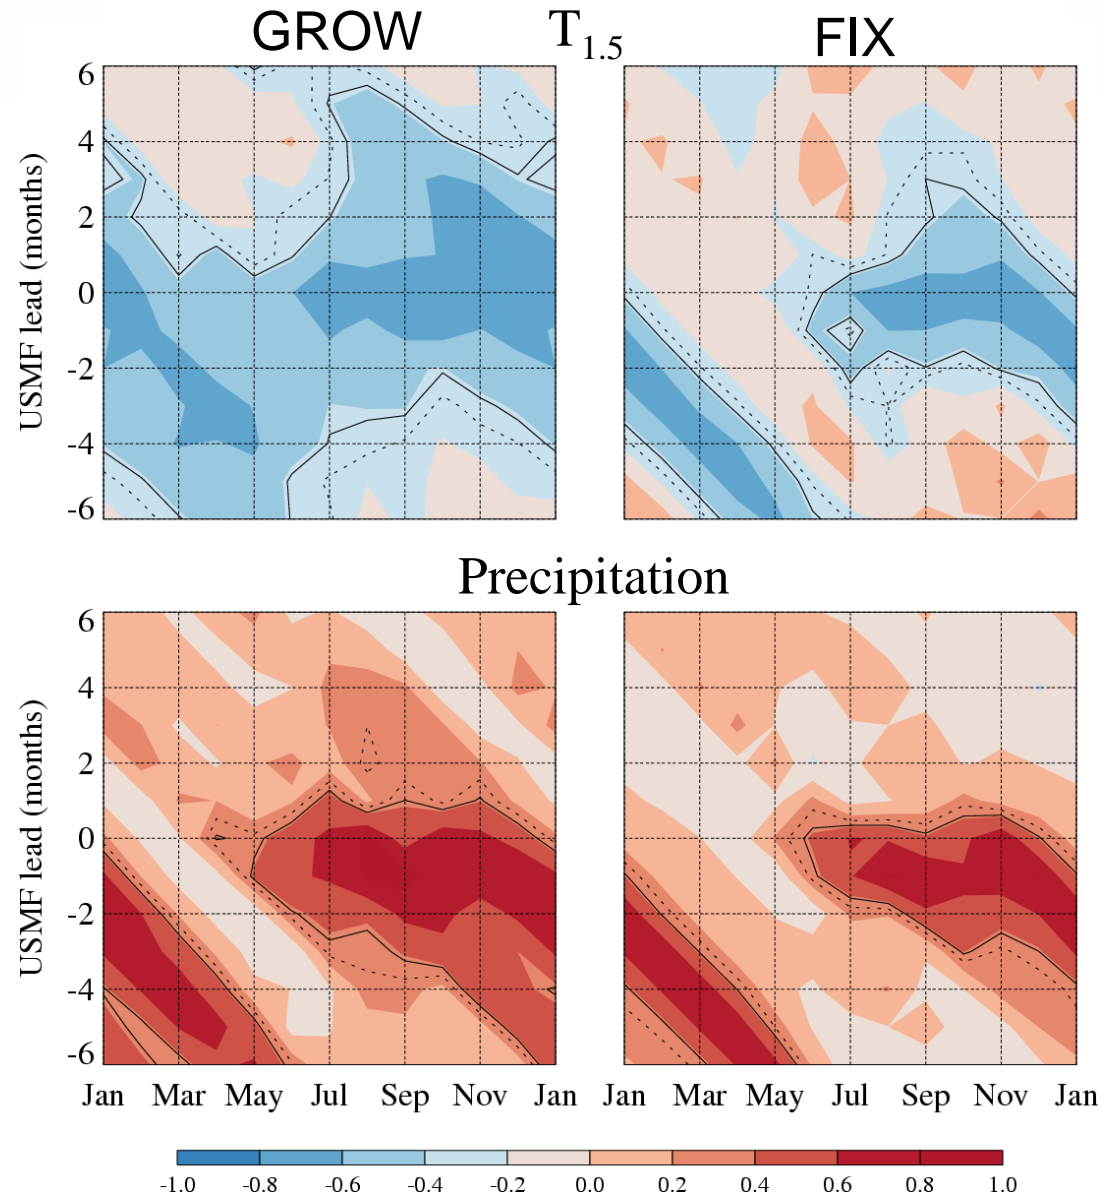 GROW T1.5 FIX
USMF lead (months)
6
4
2
0
-2
-4
-6
Precipitation
USMF lead (months)
6
4
2
0
-2
-4
-6
Jan Mar May Jul Sep Nov Jan Jan Mar May Jul Sep Nov Jan
-1.0 -0.8 -0.6 -0.4 -0.2 0.0 0.2 0.4 0.6 0.8 1.0